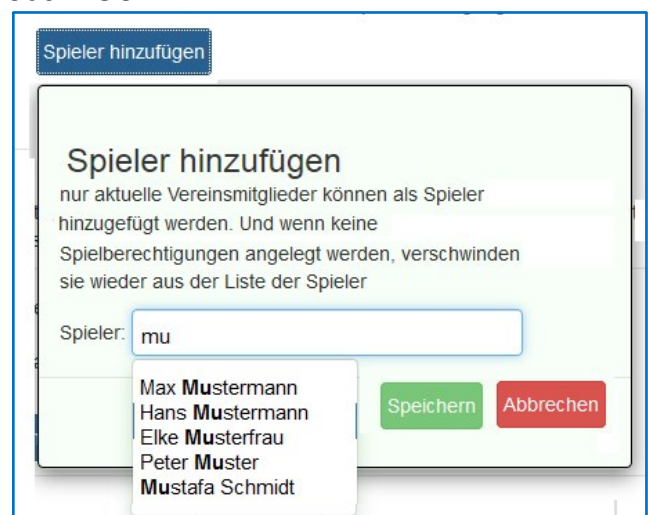 Spieler hinzufügen
Spieler hinzufügen
nur aktuelle Vereinsmitglieder können als Spieler
hinzugefügt werden. Und wenn keine
Spielberechtigungen angelegt werden, verschwinden
sie wieder aus der Liste der Spieler
Spieler: mu
Max Mustermann
Hans Mustermann
Elke Musterfrau
Peter Muster
Mustafa Schmidt
Speichern Abbrechen